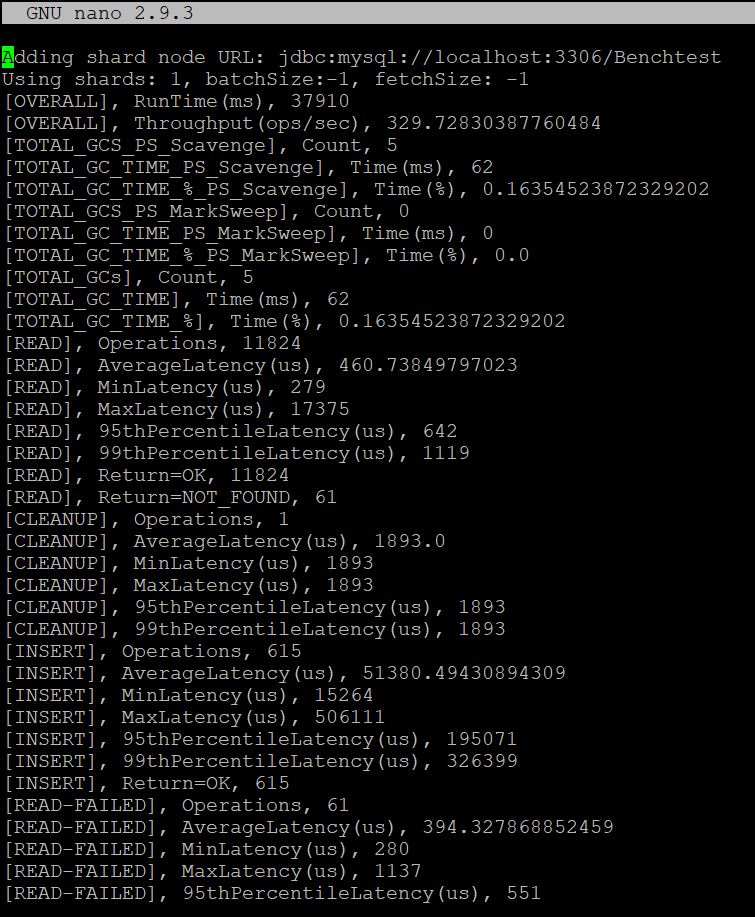 GNU nano 2.9.3
Adding shard node URL: jdbc:mysql://localhost:3306/Benchtest
Using shards: 1, batchSize:-1, fetchSize: -1
[OVERALL], RunTime(ms), 37910
[OVERALL], Throughput(ops/sec), 329.72830387760484
[TOTAL_GCS_PS_Scavenge], Count, 5
[TOTAL_GC_TIME_PS_Scavenge], Time(ms), 62
[TOTAL_GC_TIME_%_PS_Scavenge], Time(%), 0.16354523872329202
[TOTAL_GCS_PS_MarkSweep], Count, 0
[TOTAL_GC_TIME_PS_MarkSweep], Time(ms), 0
[TOTAL_GC_TIME_%_PS_MarkSweep], Time(%), 0.0
[TOTAL_GCs], Count, 5
[TOTAL_GC_TIME], Time(ms), 62
[TOTAL_GC_TIME_%], Time(%), 0.16354523872329202
[READ], Operations, 11824
[READ], AverageLatency(us), 460.73849797023
[READ], MinLatency(us), 279
[READ], MaxLatency(us), 17375
[READ], 95thPercentileLatency(us), 642
[READ], 99thPercentileLatency(us), 1119
[READ], Return=OK, 11824
[READ], Return=NOT_FOUND, 61
[CLEANUP], Operations, 1
[CLEANUP], AverageLatency(us), 1893.0
[CLEANUP], MinLatency(us), 1893
[CLEANUP], MaxLatency(us), 1893
[CLEANUP], 95thPercentileLatency(us), 1893
[CLEANUP], 99thPercentileLatency(us), 1893
[INSERT], Operations, 615
[INSERT], AverageLatency(us), 51380.49430894309
[INSERT], MinLatency(us), 15264
[INSERT], MaxLatency(us), 506111
[INSERT], 95thPercentileLatency(us), 195071
[INSERT], 99thPercentileLatency(us), 326399
[INSERT], Return=OK, 615
[READ-FAILED], Operations, 61
[READ-FAILED], AverageLatency(us), 394.327868852459
[READ-FAILED], MinLatency(us), 280
[READ-FAILED], MaxLatency(us), 1137
[READ-FAILED], 95thPercentileLatency(us), 551